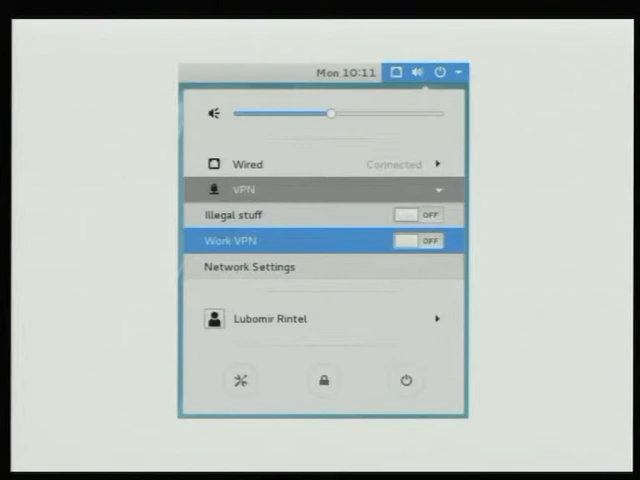 Mon 10:11
Wired Connected
VPN
Illegal stuff OFF
Work VPN OFF
Network Settings
Lubomir Rintel